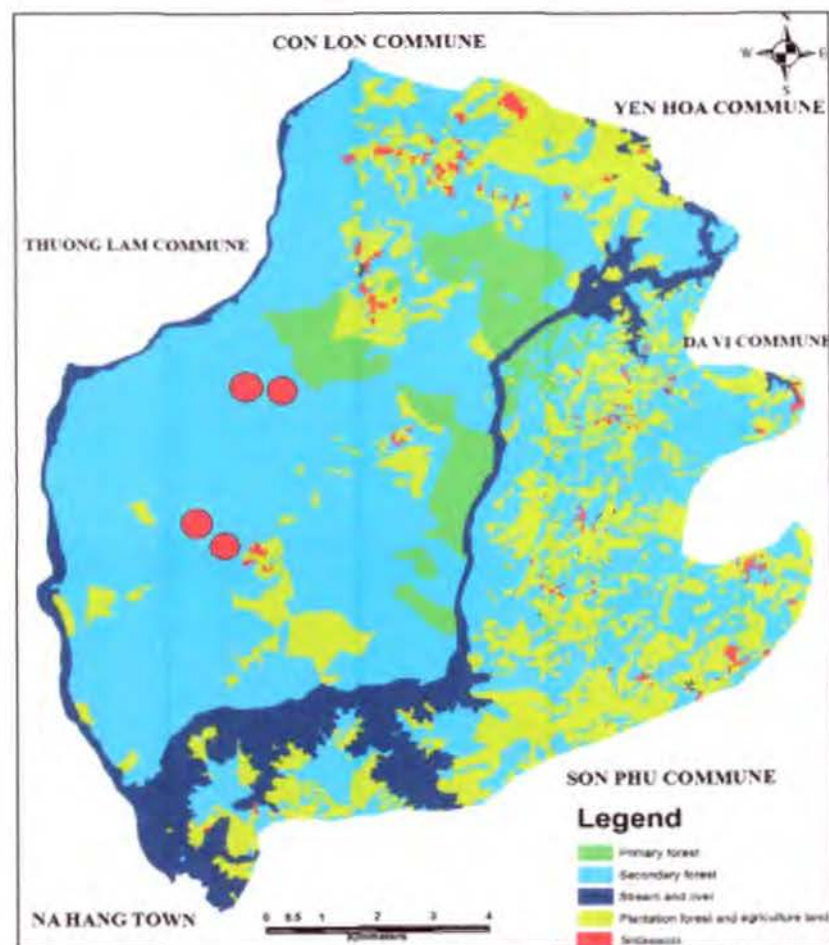 CON LON COMMUNE
N
W E
S
YEN HOA COMMUNE
THUONG LAM COMMUNE
DA VI COMMUNE
SON PHU COMMUNE
Legend
Primary forest
Secondary forest
Stream and river
Plantation forest and agriculture land
NA HANG TOWN
0 0.5 1 2 3 4
Kilometers